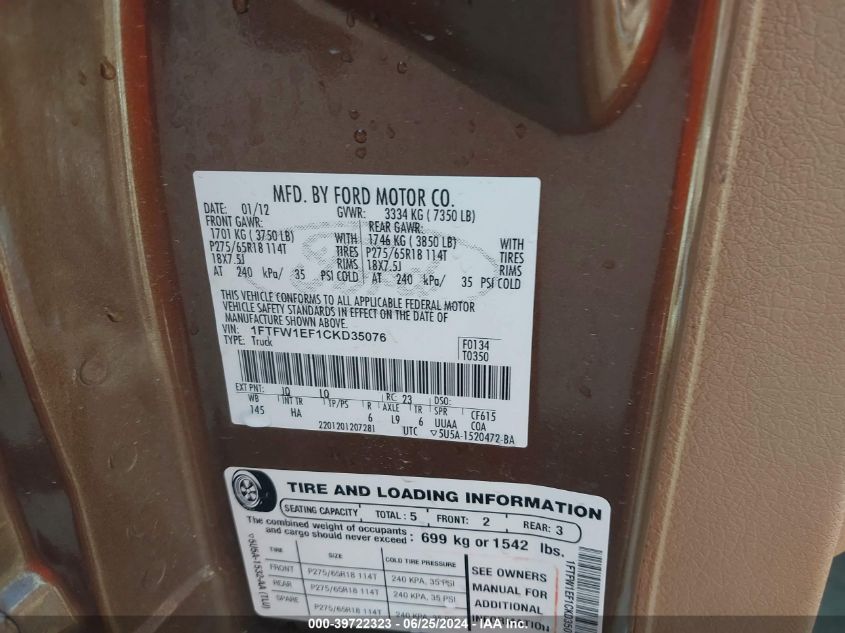 MFD. BY FORD MOTOR CO.
DATE: 01/12 GVWR: 3334 KG ( 7350 LB)
FRONT GAWR: REAR GAWR:
1701 KG ( 3750 LB) WITH 1746 KG ( 3850 LB) WITH
P275/65R18 114T TIRES P275/65R18 114T TIRES
18X7.5J RIMS 18X7.5J RIMS
AT 240 kPa/ 35 PSI COLD AT 240 kPa/ 35 PSI COLD
THIS VEHICLE CONFORMS TO ALL APPLICABLE FEDERAL MOTOR
VEHICLE SAFETY STANDARDS IN EFFECT ON THE DATE OF
MANUFACTURE SHOWN ABOVE.
VIN: 1FTFW1EF1CKD35076 F0134
TYPE: Truck T0350
EXT PNT: JQ LQ RC: 23 DSO:
WB INT TR TP/PS R AXLE TR SPR CF615
145 HA 6 L9 6 UUAA COA
2201201207281 UTC ▽5U5A-1520472-BA
TIRE AND LOADING INFORMATION
SEATING CAPACITY TOTAL: 5 FRONT: 2 REAR: 3
The combined weight of occupants
and cargo should never exceed : 699 kg or 1542 lbs.
TIRE SIZE COLD TIRE PRESSURE
FRONT P275/65R18 114T 240 KPA, 35 PSI
REAR P275/65R18 114T 240 KPA, 35 PSI
SPARE P275/65R18 114T 240 KPA,
SEE OWNERS
MANUAL FOR
ADDITIONAL
INFORMATION
▽5U5A-1532-AA (TLU)
1FTFW1EF1CKD350
000-39722323 - 06/25/2024 - IAA Inc.